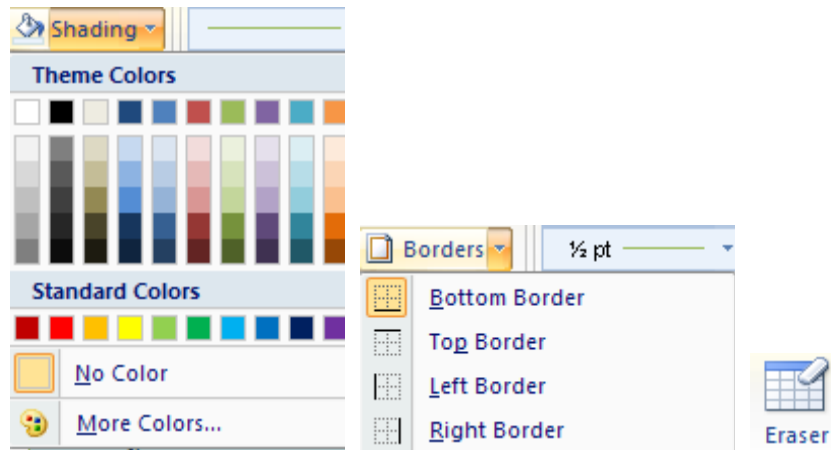 Shading
Theme Colors
Standard Colors
No Color
More Colors...
Borders
½ pt
Bottom Border
Top Border
Left Border
Right Border
Eraser